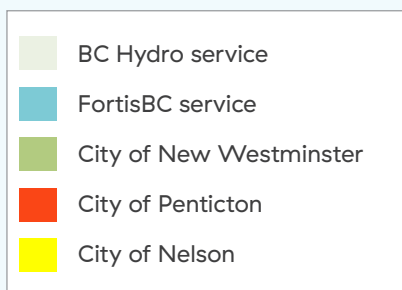 BC Hydro service
FortisBC service
City of New Westminster
City of Penticton
City of Nelson